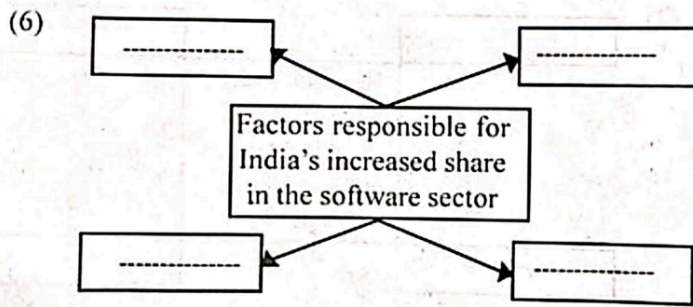 (6)
---------------
---------------
Factors responsible for
India's increased share
in the software sector
---------------
---------------